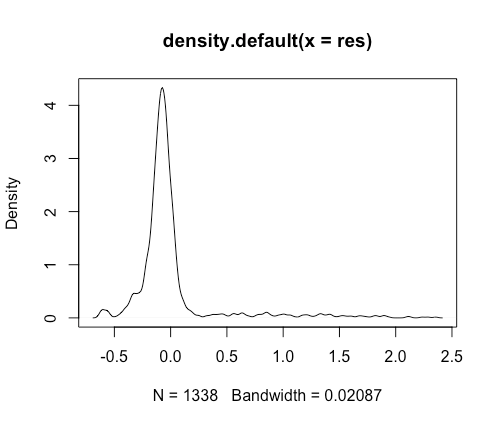 density.default(x = res)
Density
0 1 2 3 4
-0.5 0.0 0.5 1.0 1.5 2.0 2.5
N = 1338 Bandwidth = 0.02087